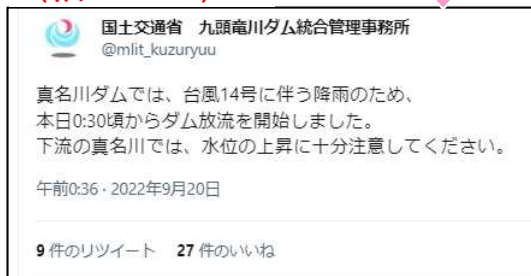 国土交通省　九頭竜川ダム統合管理事務所
@mlit_kuzuryuu
真名川ダムでは、台風14号に伴う降雨のため、
本日0:30頃からダム放流を開始しました。
下流の真名川では、水位の上昇に十分注意してください。
午前0:36 · 2022年9月20日
9 件のリツイート　27 件のいいね